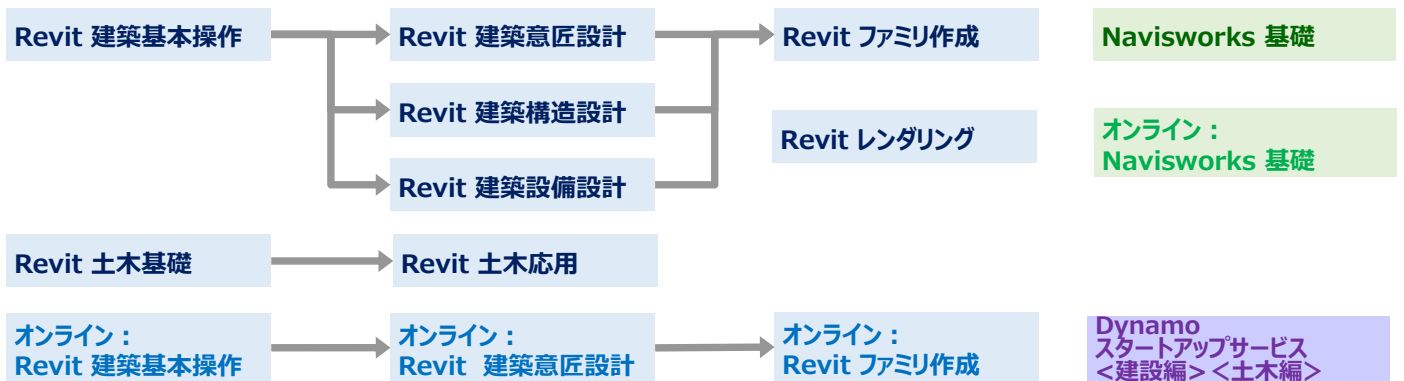 Revit 建築基本操作
Revit 建築意匠設計
Revit ファミリ作成
Navisworks 基礎
Revit 建築構造設計
Revit レンダリング
オンライン：
Navisworks 基礎
Revit 建築設備設計
Revit 土木基礎
Revit 土木応用
オンライン：
Revit 建築基本操作
オンライン：
Revit 建築意匠設計
オンライン：
Revit ファミリ作成
Dynamo
スタートアップサービス
<建設編><土木編>